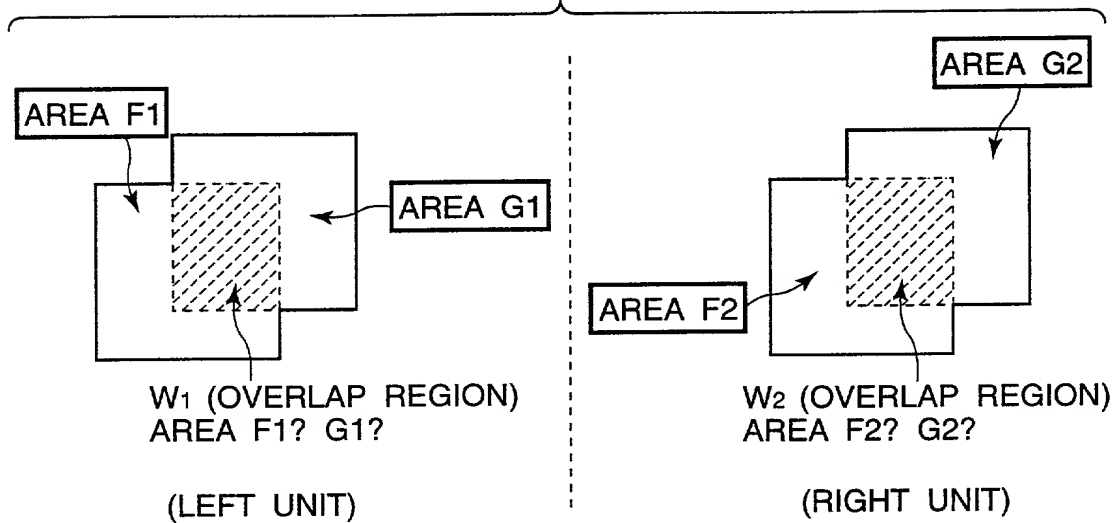 AREA F1
AREA G1
W1 (OVERLAP REGION)
AREA F1? G1?
(LEFT UNIT)
AREA G2
AREA F2
W2 (OVERLAP REGION)
AREA F2? G2?
(RIGHT UNIT)